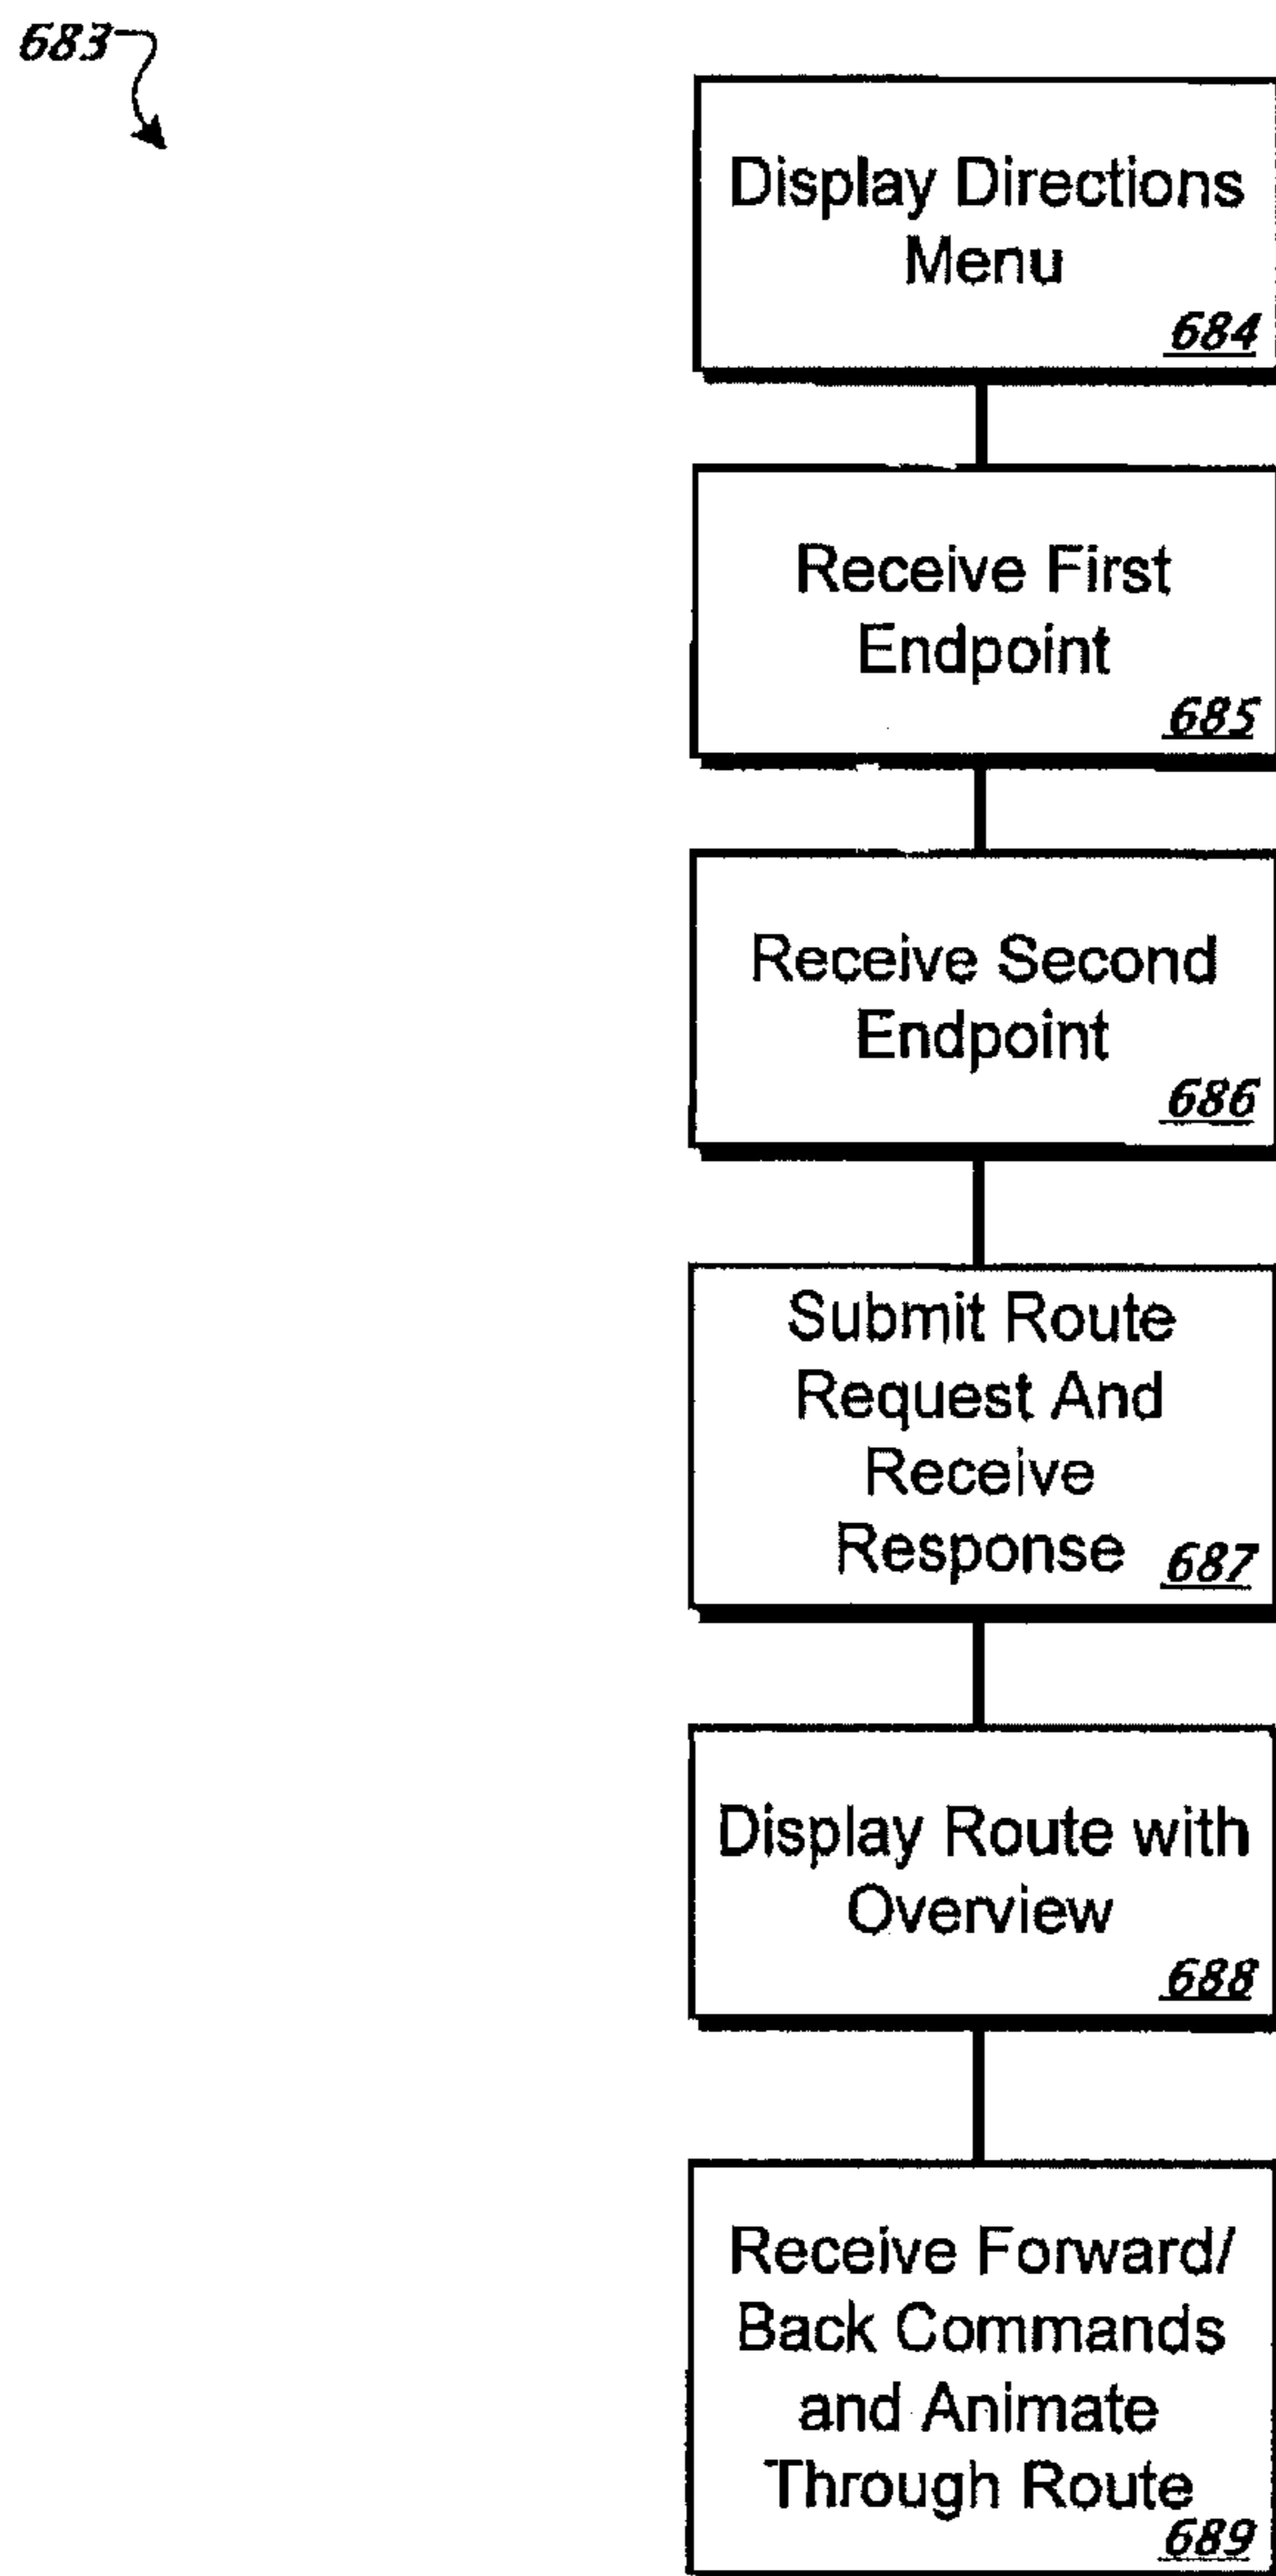 683
Display Directions
Menu
684
Receive First
Endpoint
685
Receive Second
Endpoint
686
Submit Route
Request And
Receive
Response 687
Display Route with
Overview
688
Receive Forward/
Back Commands
and Animate
Through Route
689